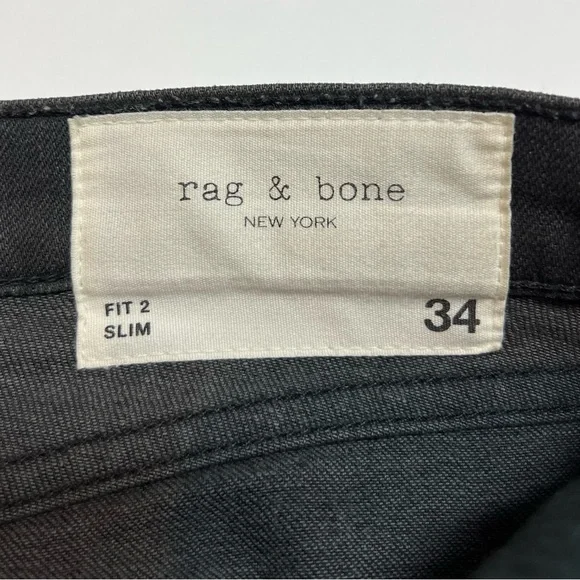 rag & bone
NEW YORK
FIT 2
SLIM
34